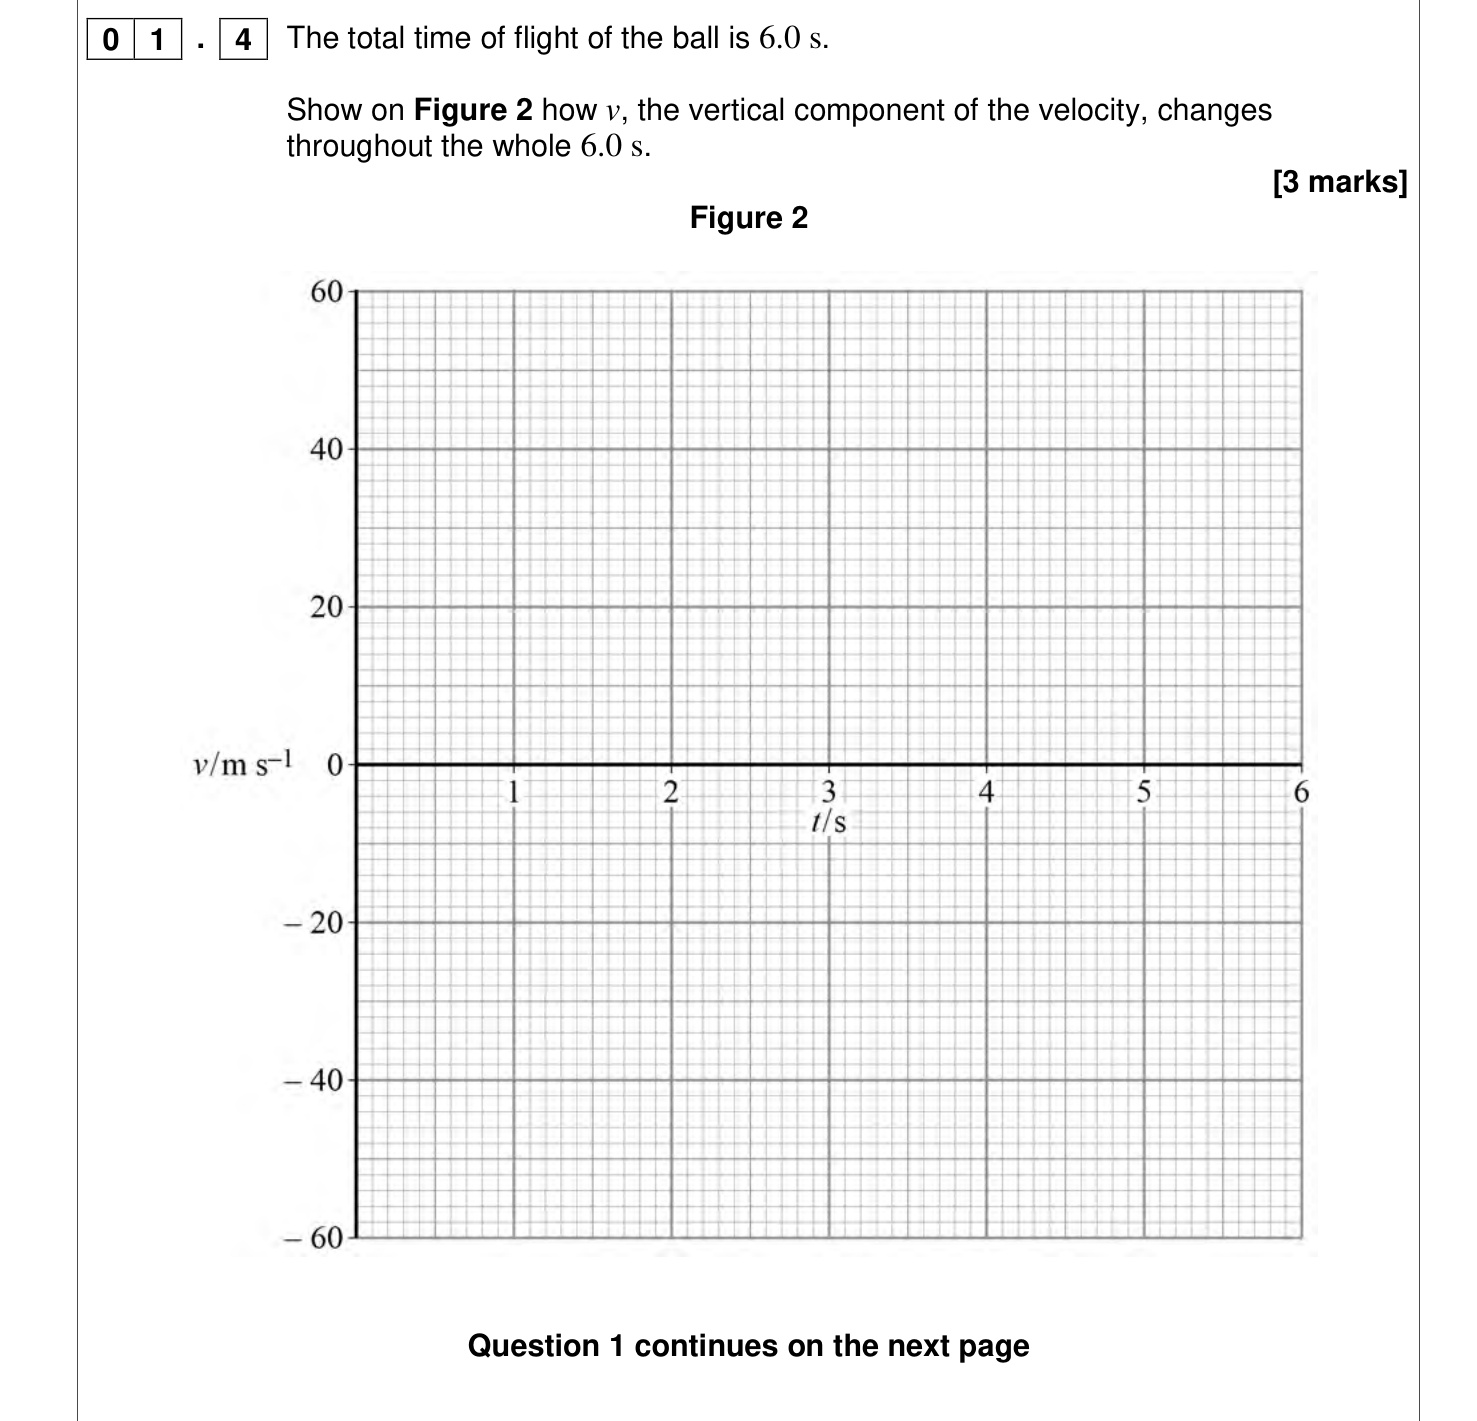 0 1 . 4 The total time of flight of the ball is 6.0 s.
Show on Figure 2 how v, the vertical component of the velocity, changes
throughout the whole 6.0 s.
[3 marks]
Figure 2
60
40
20
v/m s⁻¹ 0
1 2 3 4 5 6
t/s
– 20
– 40
– 60
Question 1 continues on the next page